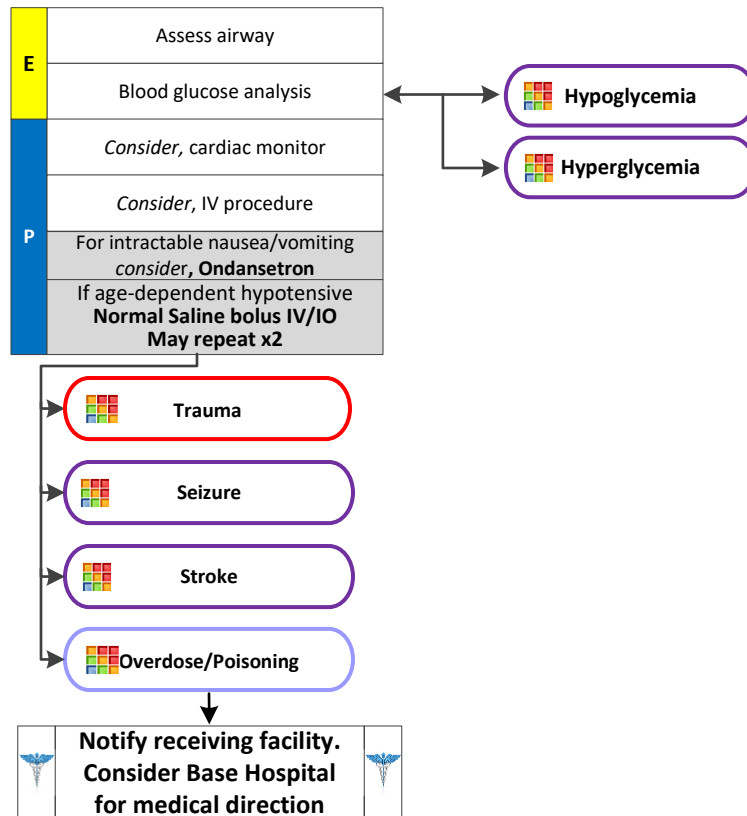 E
Assess airway
Blood glucose analysis
Hypoglycemia
Hyperglycemia
P
Consider, cardiac monitor
Consider, IV procedure
For intractable nausea/vomiting
consider, Ondansetron
If age-dependent hypotensive
Normal Saline bolus IV/IO
May repeat x2
Trauma
Seizure
Stroke
Overdose/Poisoning
Notify receiving facility.
Consider Base Hospital
for medical direction